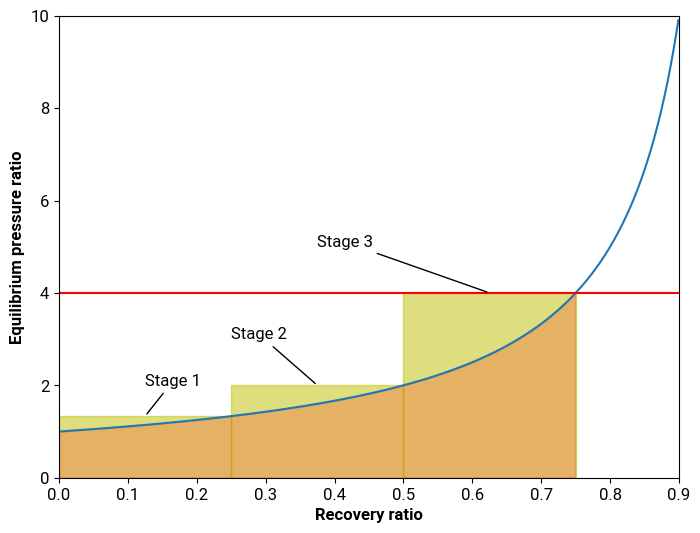 10
8
6
4
2
0
Equilibrium pressure ratio
Stage 3
Stage 2
Stage 1
0.0 0.1 0.2 0.3 0.4 0.5 0.6 0.7 0.8 0.9
Recovery ratio